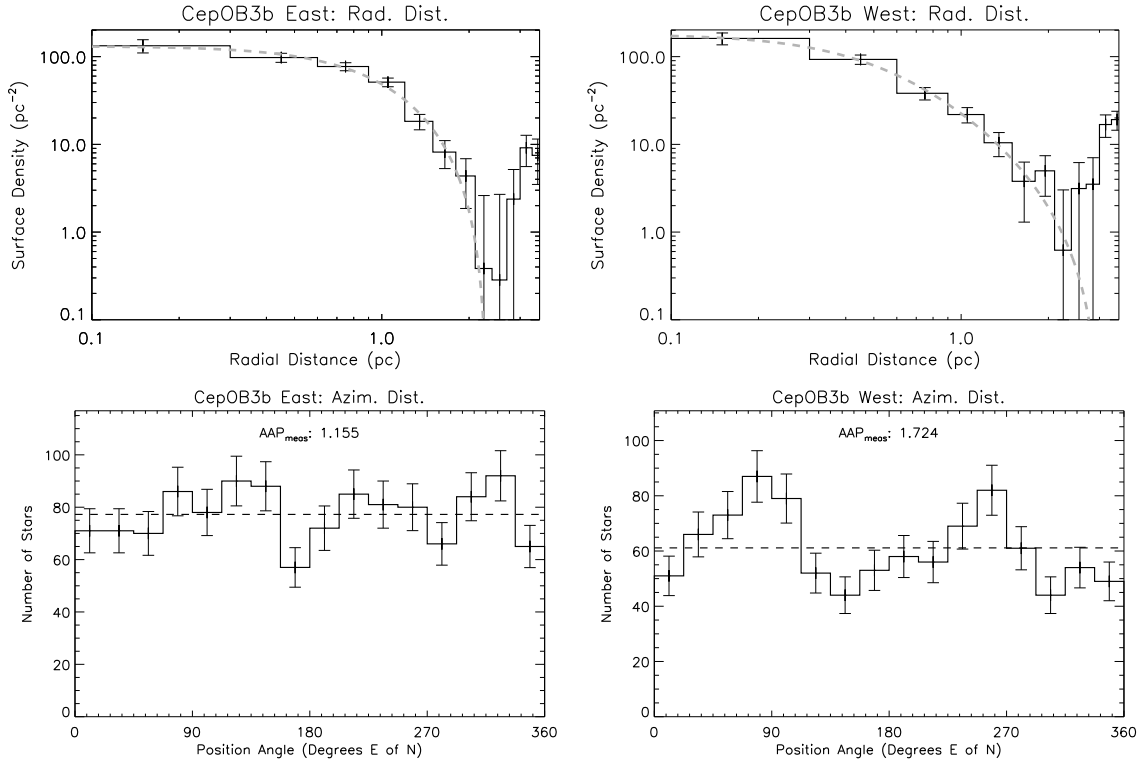 CepOB3b East: Rad. Dist.
Surface Density (pc⁻²)
100.0
10.0
1.0
0.1
0.1
1.0
Radial Distance (pc)
CepOB3b West: Rad. Dist.
Surface Density (pc⁻²)
100.0
10.0
1.0
0.1
0.1
1.0
Radial Distance (pc)
CepOB3b East: Azim. Dist.
AAPmeas: 1.155
Number of Stars
100
80
60
40
20
0
0
90
180
270
360
Position Angle (Degrees E of N)
CepOB3b West: Azim. Dist.
AAPmeas: 1.724
Number of Stars
100
80
60
40
20
0
0
90
180
270
360
Position Angle (Degrees E of N)